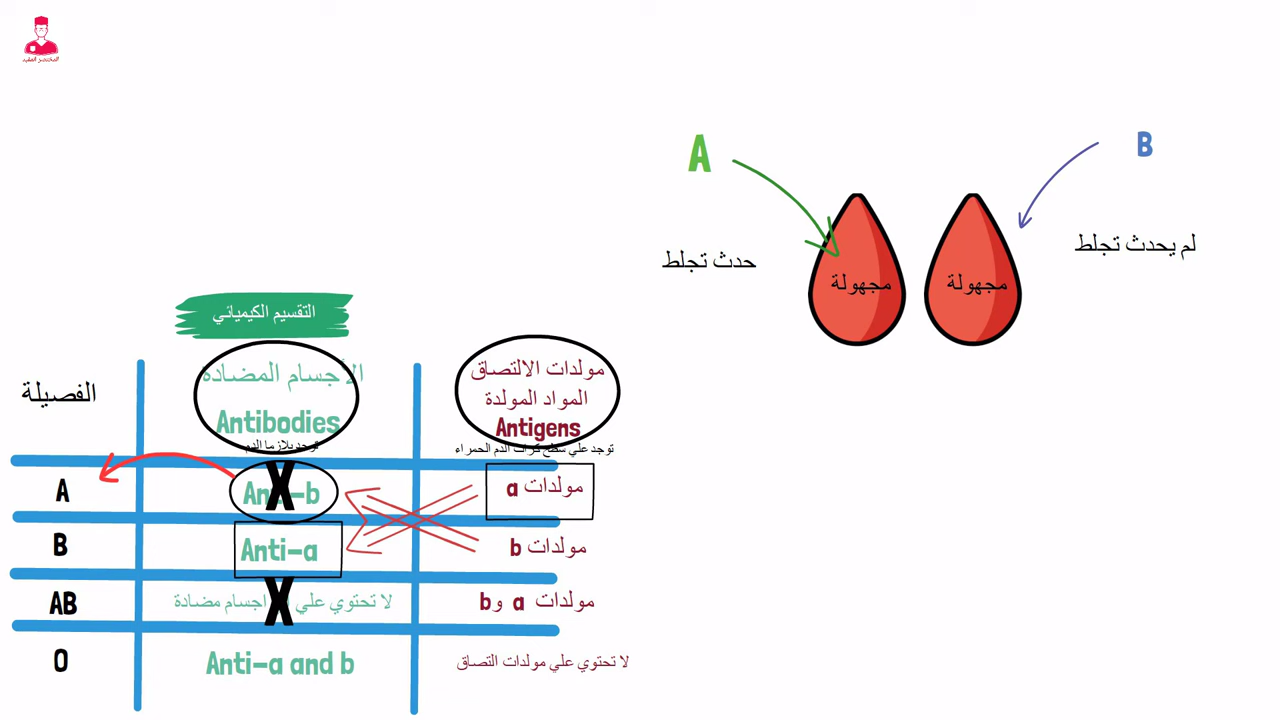 المختصر المفيد
A
B
حدث تجلط
مجهولة
مجهولة
لم يحدث تجلط
التقسيم الكيميائي
الفصيلة
الأجسام المضادة
Antibodies
مولدات الالتصاق
المواد المولدة
Antigens
توجد علي سطح كرات الدم الحمراء
A
مولدات a
B
Anti-a
مولدات b
AB
لا تحتوي علي اجسام مضادة
مولدات a وb
O
Anti-a and b
لا تحتوي علي مولدات التصاق